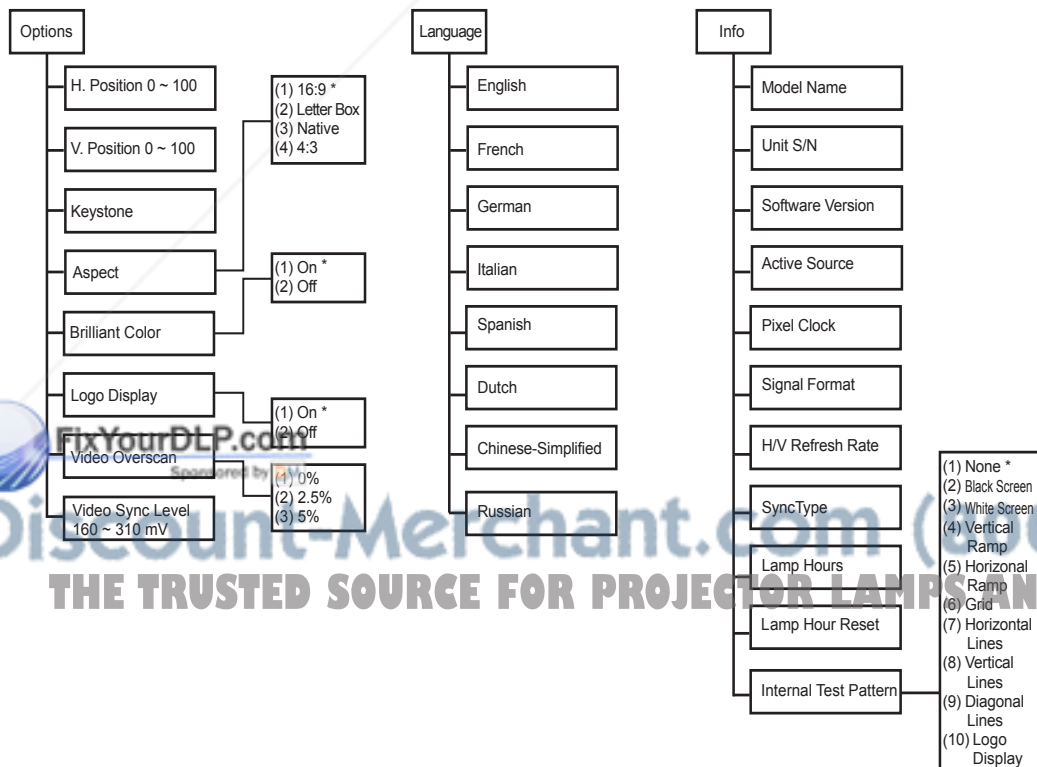 Options
H. Position 0 ~ 100
V. Position 0 ~ 100
Keystone
Aspect
Brilliant Color
Logo Display
Video Overscan
Video Sync Level
160 ~ 310 mV
(1) 16:9 *
(2) Letter Box
(3) Native
(4) 4:3
(1) On *
(2) Off
(1) On *
(2) Off
(1) 0%
(2) 2.5%
(3) 5%
Language
English
French
German
Italian
Spanish
Dutch
Chinese-Simplified
Russian
Info
Model Name
Unit S/N
Software Version
Active Source
Pixel Clock
Signal Format
H/V Refresh Rate
SyncType
Lamp Hours
Lamp Hour Reset
Internal Test Pattern
(1) None *
(2) Black Screen
(3) White Screen
(4) Vertical
Ramp
(5) Horizonal
Ramp
(6) Grid
(7) Horizontal
Lines
(8) Vertical
Lines
(9) Diagonal
Lines
(10) Logo
Display
FixYourDLP.com
Sponsored by
Discount-Merchant.com
THE TRUSTED SOURCE FOR PROJECTOR LAMPS